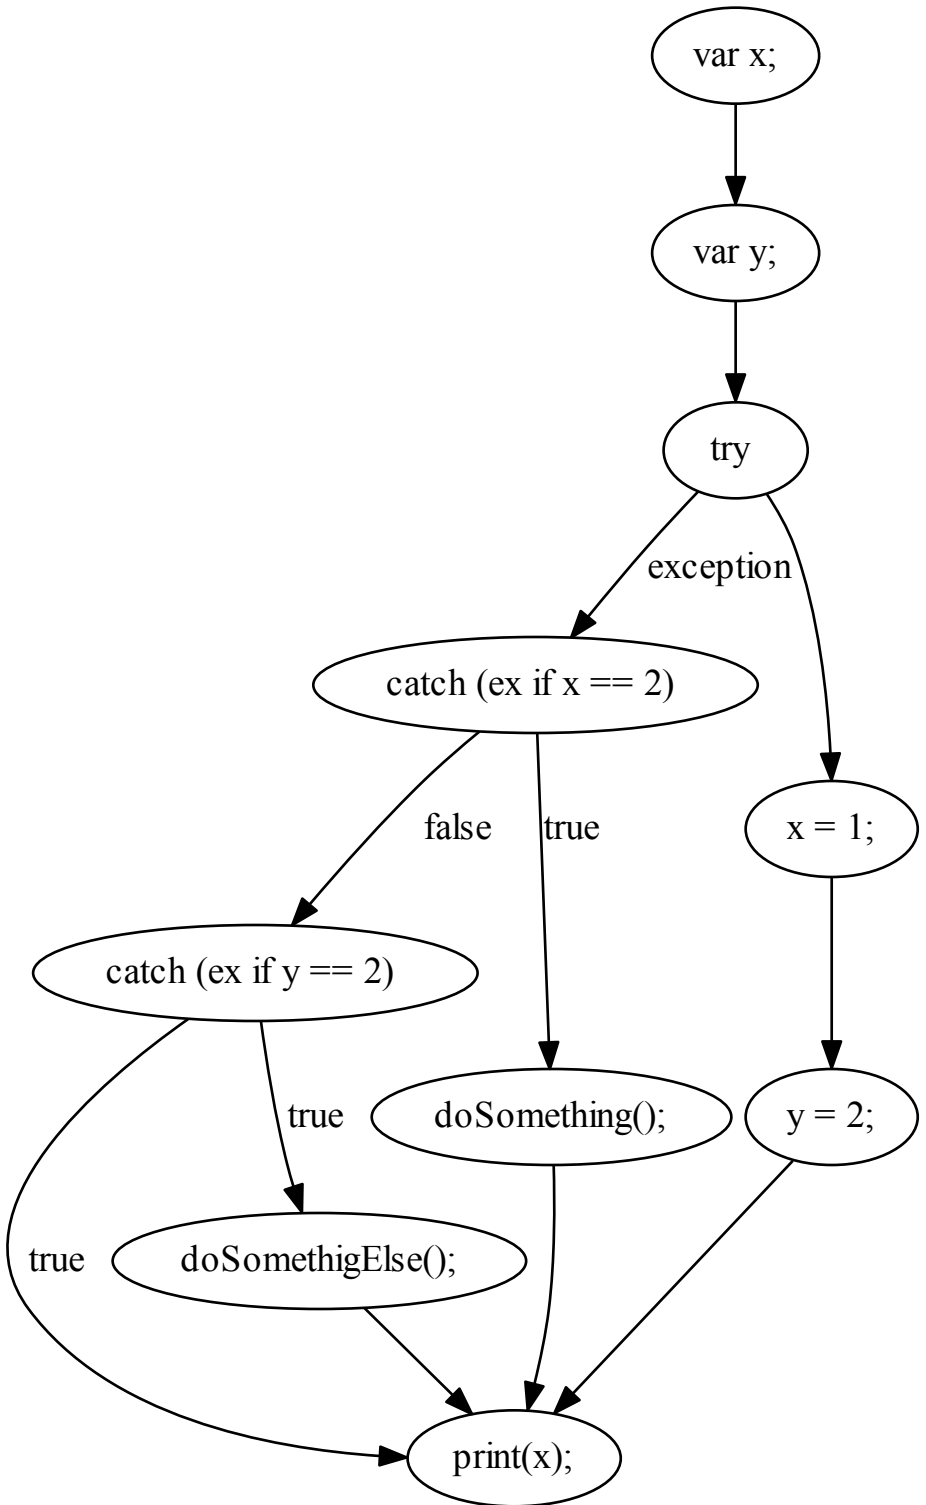 var x;
var y;
try
exception
catch (ex if x == 2)
x = 1;
false
true
catch (ex if y == 2)
doSomething();
y = 2;
true
true
doSomethigElse();
print(x);